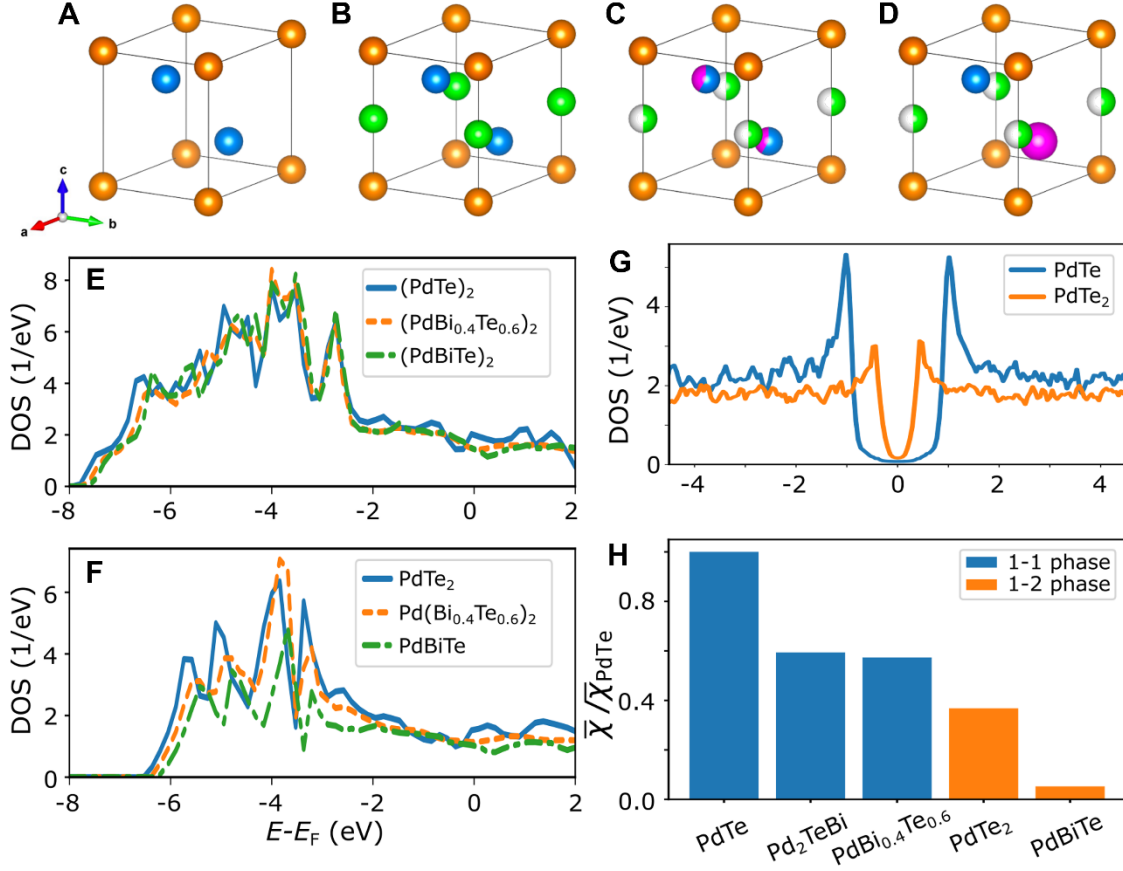 A
B
C
D
c
a
b
E
DOS (1/eV)
8
6
4
2
0
(PdTe)₂
(PdBi₀.₄Te₀.₆)₂
(PdBiTe)₂
-8 -6 -4 -2 0 2
F
DOS (1/eV)
6
4
2
0
PdTe₂
Pd(Bi₀.₄Te₀.₆)₂
PdBiTe
-8 -6 -4 -2 0 2
E-E_F (eV)
G
DOS (1/eV)
4
2
0
PdTe
PdTe₂
-4 -2 0 2 4
H
χ̅ /χ̅PdTe
0.8
0.4
0.0
1-1 phase
1-2 phase
PdTe
Pd₂TeBi
PdBi₀.₄Te₀.₆
PdTe₂
PdBiTe